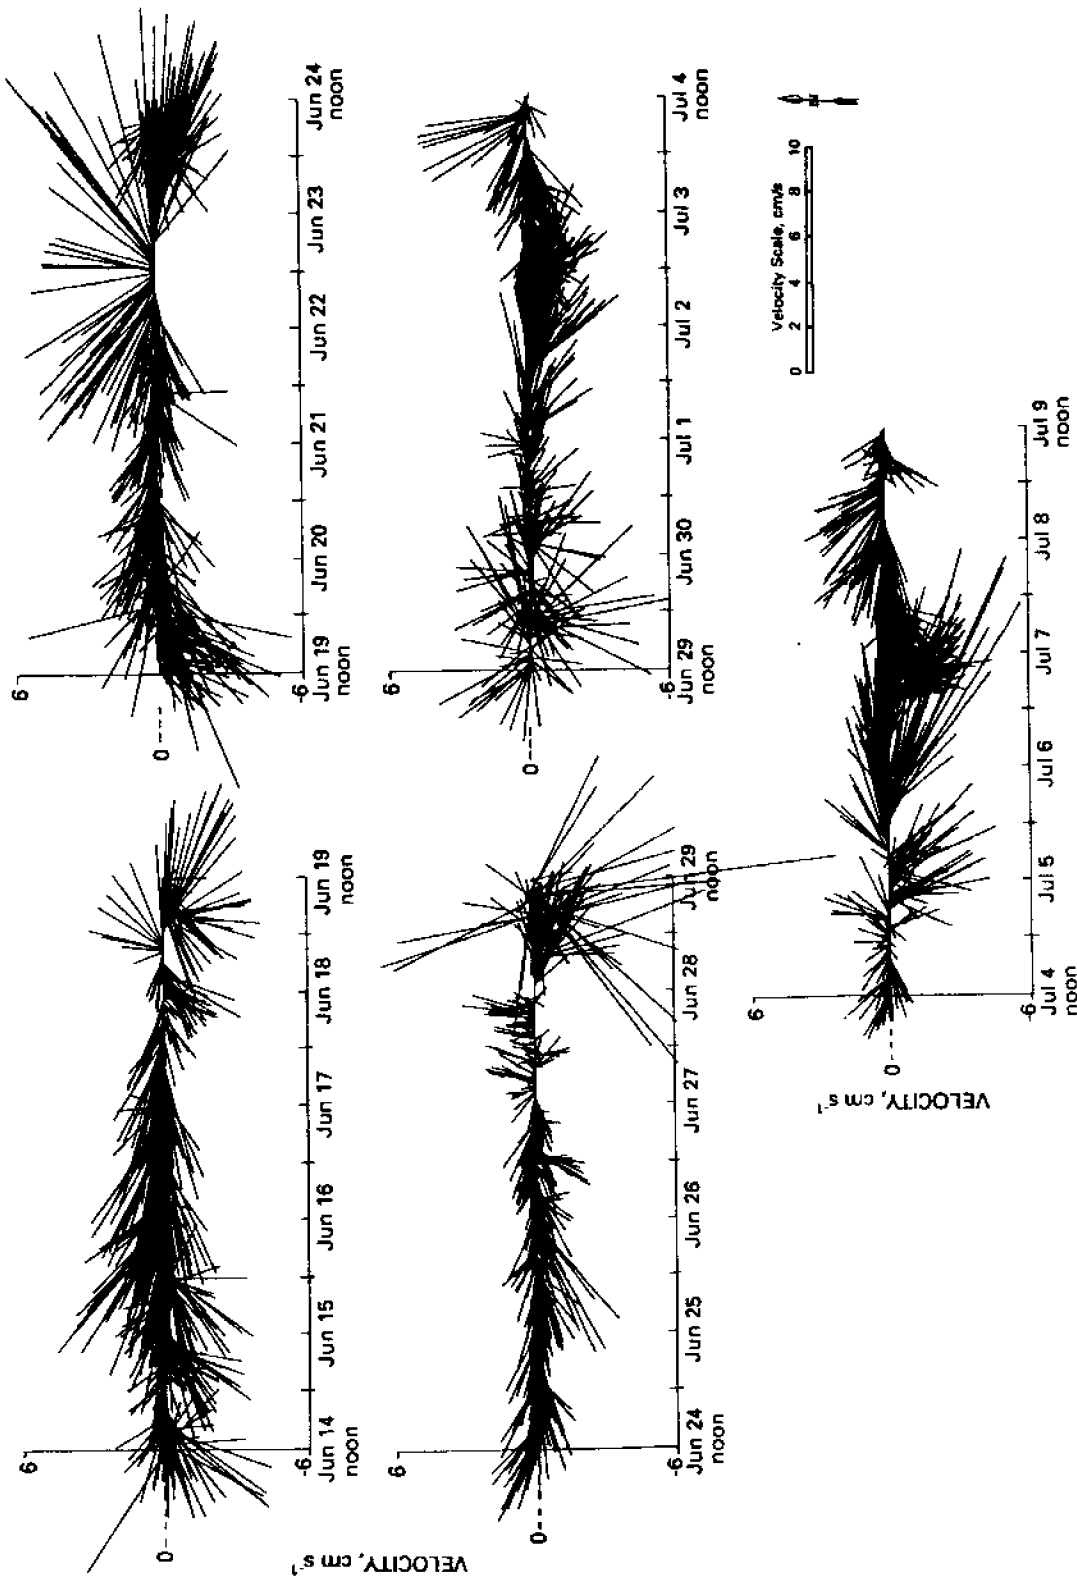 6
0
-6
Jun 14 Jun 15 Jun 16 Jun 17 Jun 18 Jun 19
noon noon
VELOCITY, cm s⁻¹
6
0
-6
Jun 19 Jun 20 Jun 21 Jun 22 Jun 23 Jun 24
noon noon
6
0
-6
Jun 24 Jun 25 Jun 26 Jun 27 Jun 28 Jun 29
noon noon
6
0
-6
Jun 29 Jun 30 Jul 1 Jul 2 Jul 3 Jul 4
noon noon
VELOCITY, cm s⁻¹
6
0
-6
Jul 4 Jul 5 Jul 6 Jul 7 Jul 8 Jul 9
noon noon
Velocity Scale, cm/s
0 2 4 6 8 10